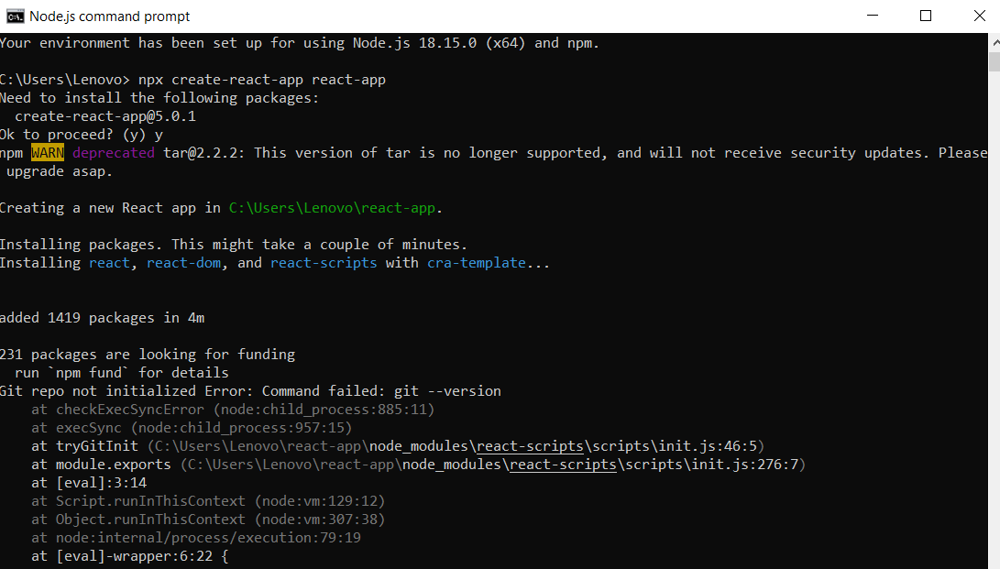 Node.js command prompt
Your environment has been set up for using Node.js 18.15.0 (x64) and npm.
C:\Users\Lenovo> npx create-react-app react-app
Need to install the following packages:
create-react-app@5.0.1
Ok to proceed? (y) y
npm WARN deprecated tar@2.2.2: This version of tar is no longer supported, and will not receive security updates. Please
upgrade asap.
Creating a new React app in C:\Users\Lenovo\react-app.
Installing packages. This might take a couple of minutes.
Installing react, react-dom, and react-scripts with cra-template...
added 1419 packages in 4m
231 packages are looking for funding
run `npm fund` for details
Git repo not initialized Error: Command failed: git --version
at checkExecSyncError (node:child_process:885:11)
at execSync (node:child_process:957:15)
at tryGitInit (C:\Users\Lenovo\react-app\node_modules\react-scripts\scripts\init.js:46:5)
at module.exports (C:\Users\Lenovo\react-app\node_modules\react-scripts\scripts\init.js:276:7)
at [eval]:3:14
at Script.runInThisContext (node:vm:129:12)
at Object.runInThisContext (node:vm:307:38)
at node:internal/process/execution:79:19
at [eval]-wrapper:6:22 {